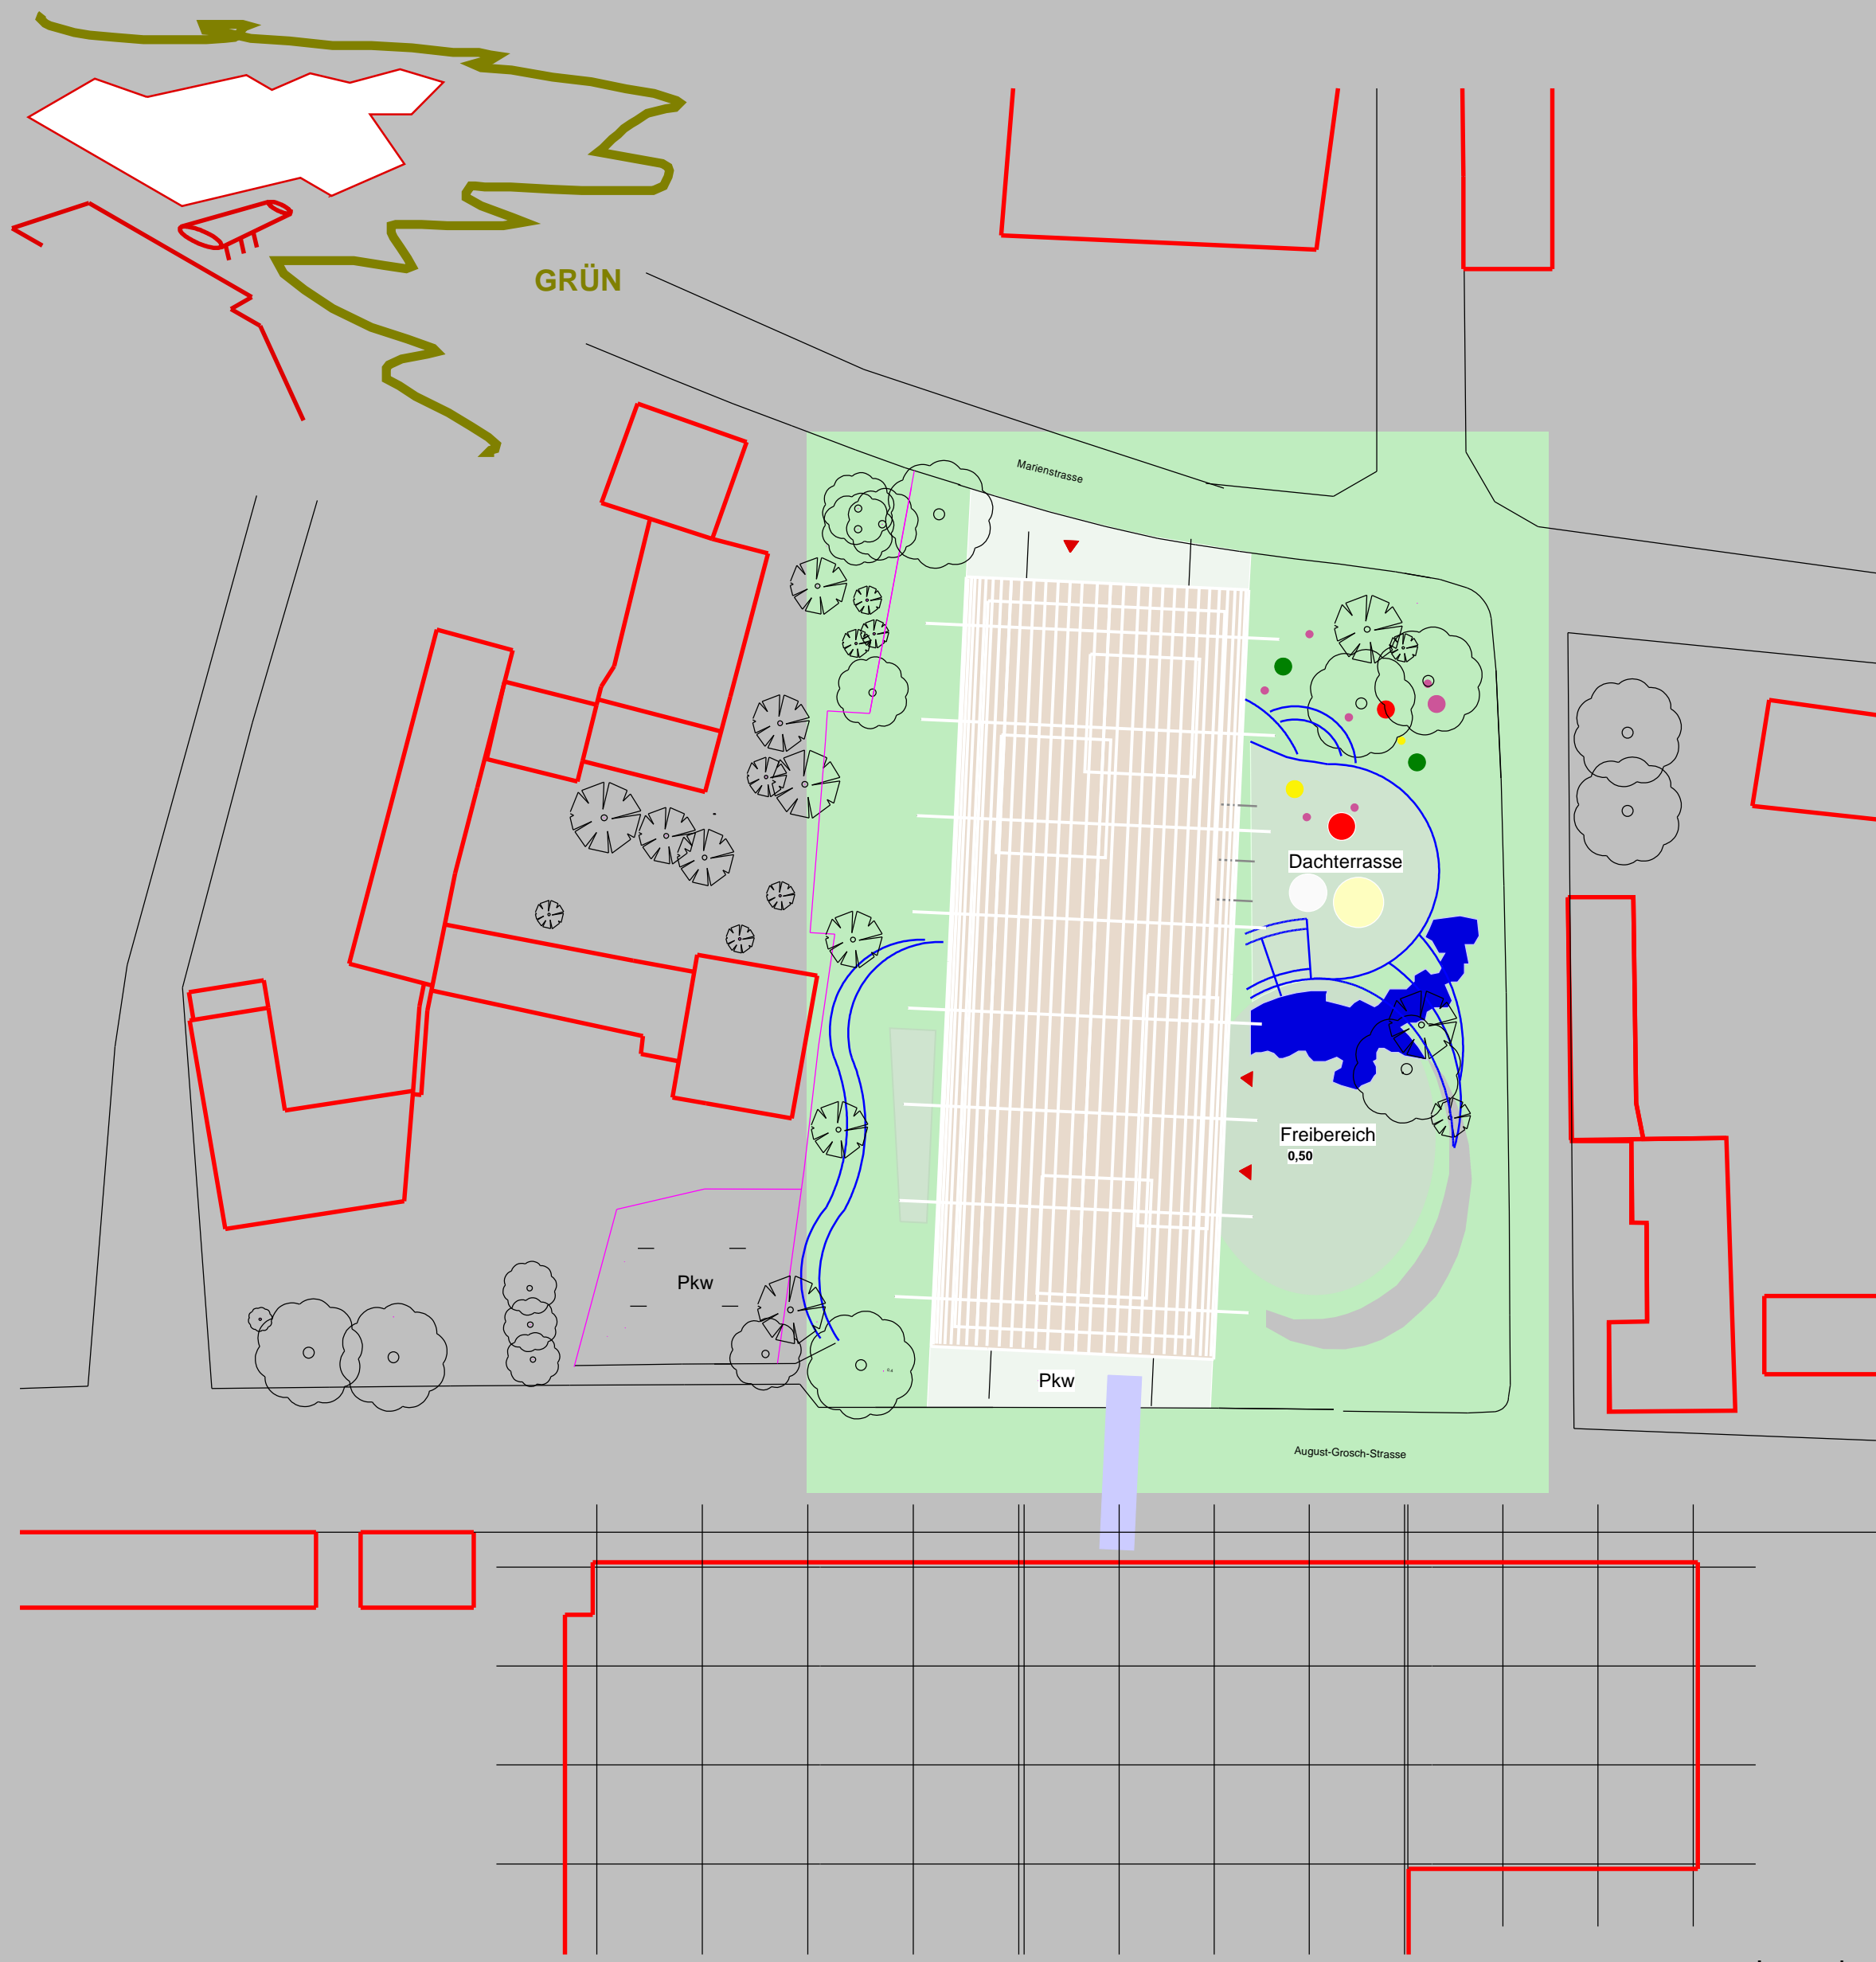 GRÜN
Marienstrasse
Dachterrasse
Freibereich
0,50
Pkw
Pkw
August-Grosch-Strasse